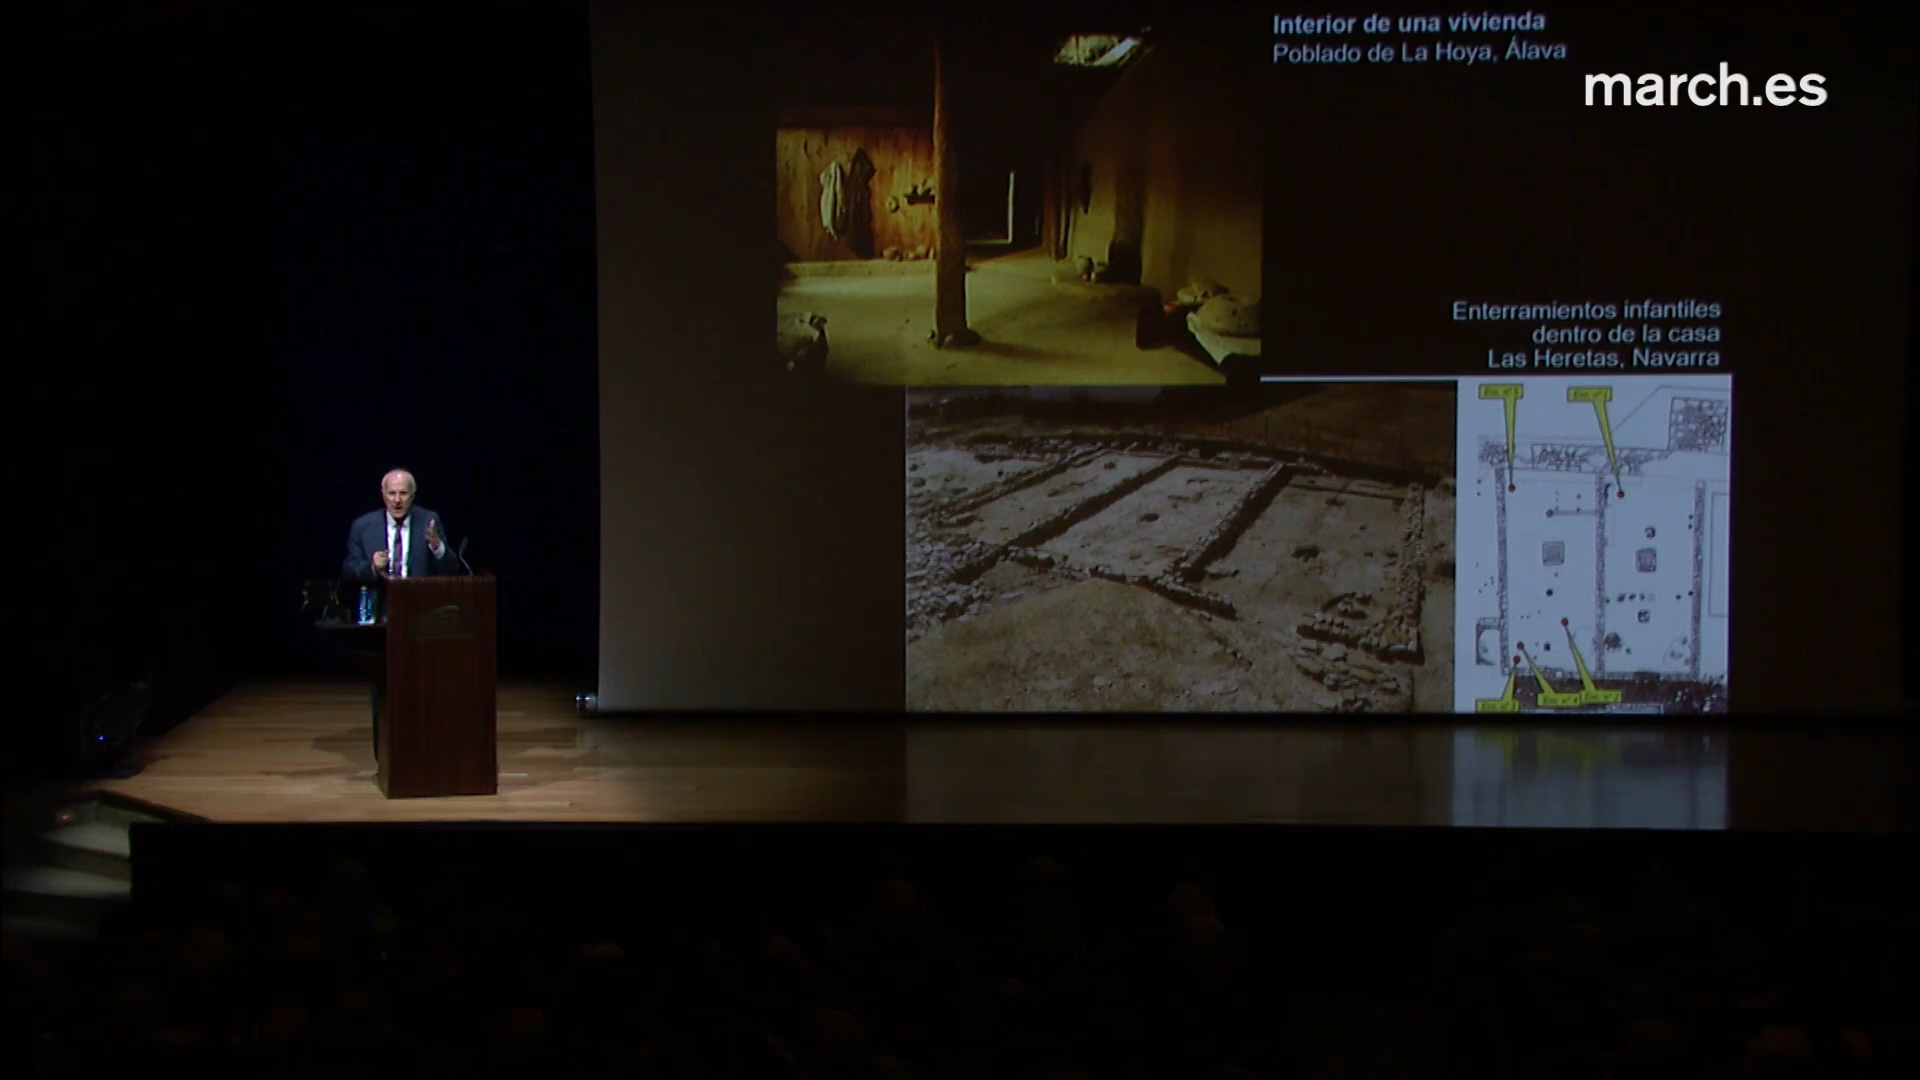 Interior de una vivienda
Poblado de La Hoya, Álava
march.es
Enterramientos infantiles
dentro de la casa
Las Heretas, Navarra